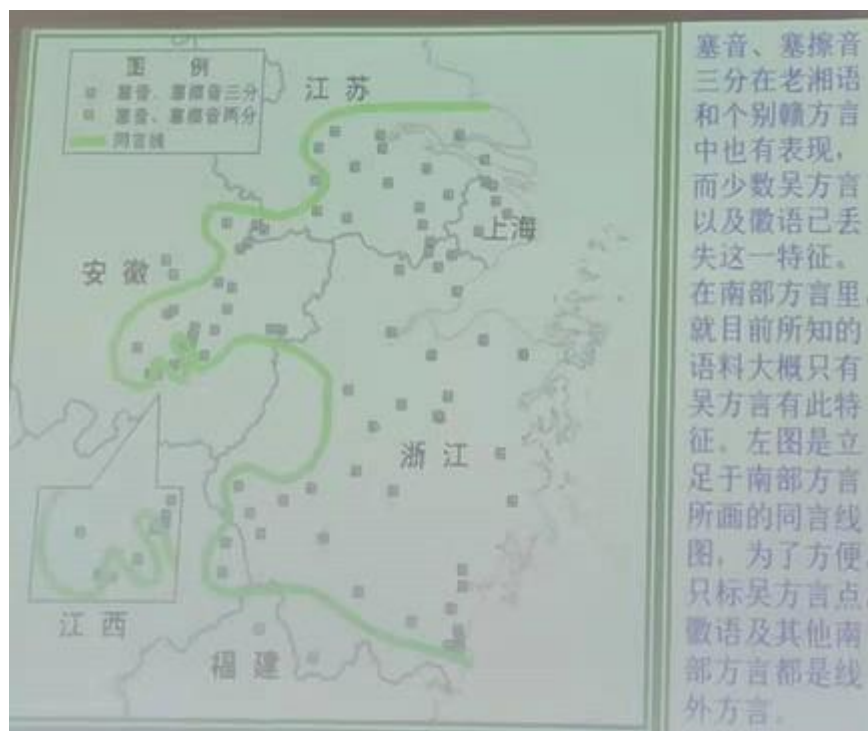 图 例
塞音、塞擦音三分
塞音、塞擦音两分
同言线
江 苏
上海
安 徽
浙 江
江 西
福 建
塞音、塞擦音
三分在老湘语
和个别赣方言
中也有表现，
而少数吴方言
以及徽语已丢
失这一特征。
在南部方言里
就目前所知的
语料大概只有
吴方言有此特
征。左图是立
足于南部方言
所画的同言线
图，为了方便，
只标吴方言点，
徽语及其他南
部方言都是线
外方言。